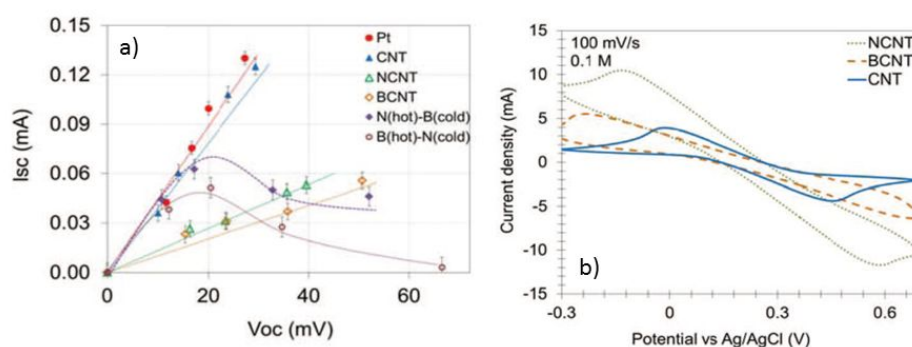 a)
Isc (mA)
0.15
0.12
0.09
0.06
0.03
0.00
0
20
40
60
Voc (mV)
Pt
CNT
NCNT
BCNT
N(hot)-B(cold)
B(hot)-N(cold)
b)
Current density (mA)
15
10
5
0
-5
-10
-15
-0.3
0
0.3
0.6
Potential vs Ag/AgCl (V)
100 mV/s
0.1 M
NCNT
BCNT
CNT